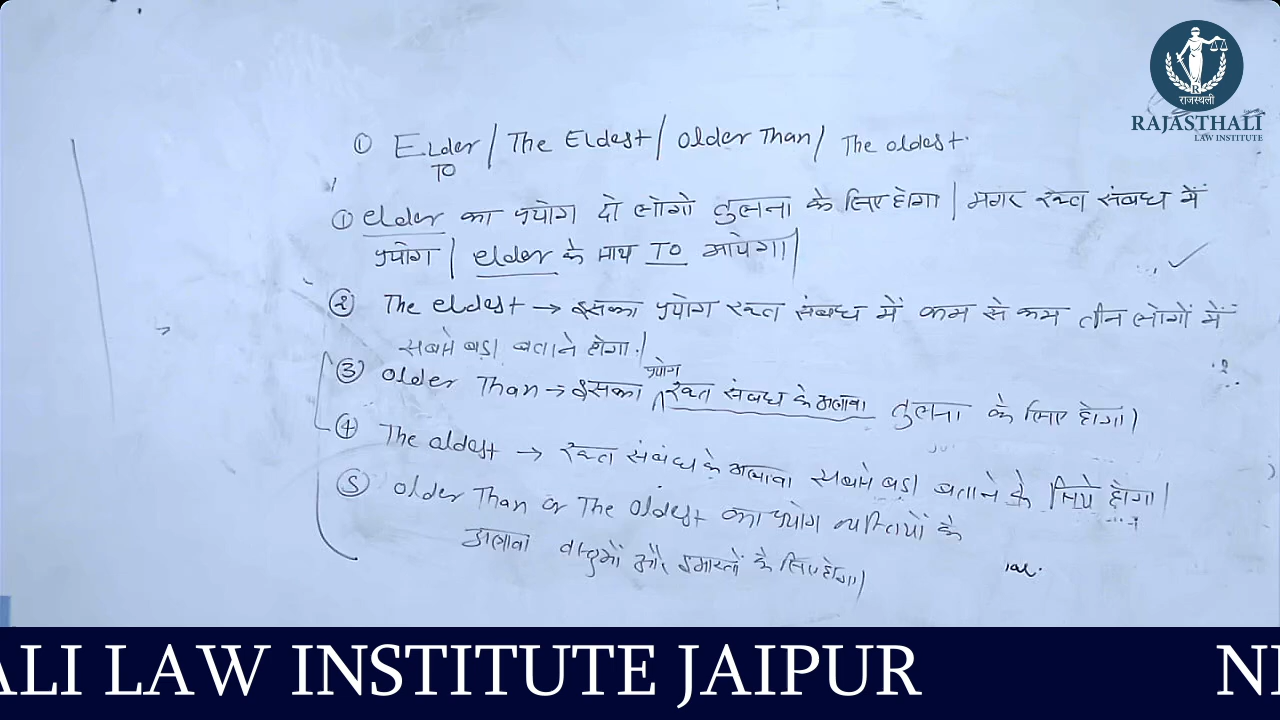 राजस्थली
RAJASTHALI
LAW INSTITUTE
① Elder / The Eldest / Older Than / The oldest.
TO
① elder का प्रयोग दो लोगो तुलना के लिए होगा | मगर रक्त संबध में
प्रयोग | elder के साथ TO आयेगा|
② The eldest → इसका प्रयोग रक्त संबध में कम से कम तीन लोगों में
सबसे बड़ा बताने होगा.|
प्रयोग
③ Older Than → इसका रक्त संबध के अलावा तुलना के लिए होगा|
④ The oldest → रक्त संबंध के अलावा सबसे बड़ा बताने के लिये होगा|
⑤ Older Than or The Oldest का प्रयोग व्यक्तियों के
अलावा वस्तुओं और इमारतों के लिए होगा|
ALI LAW INSTITUTE JAIPUR